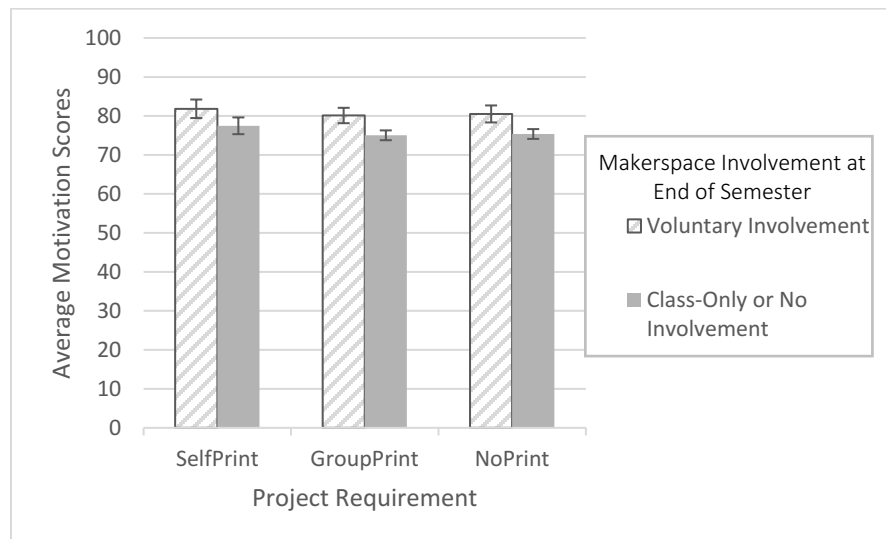 100
90
80
70
60
50
40
30
20
10
0
Average Motivation Scores
SelfPrint
GroupPrint
NoPrint
Project Requirement
Makerspace Involvement at
End of Semester
Voluntary Involvement
Class-Only or No
Involvement